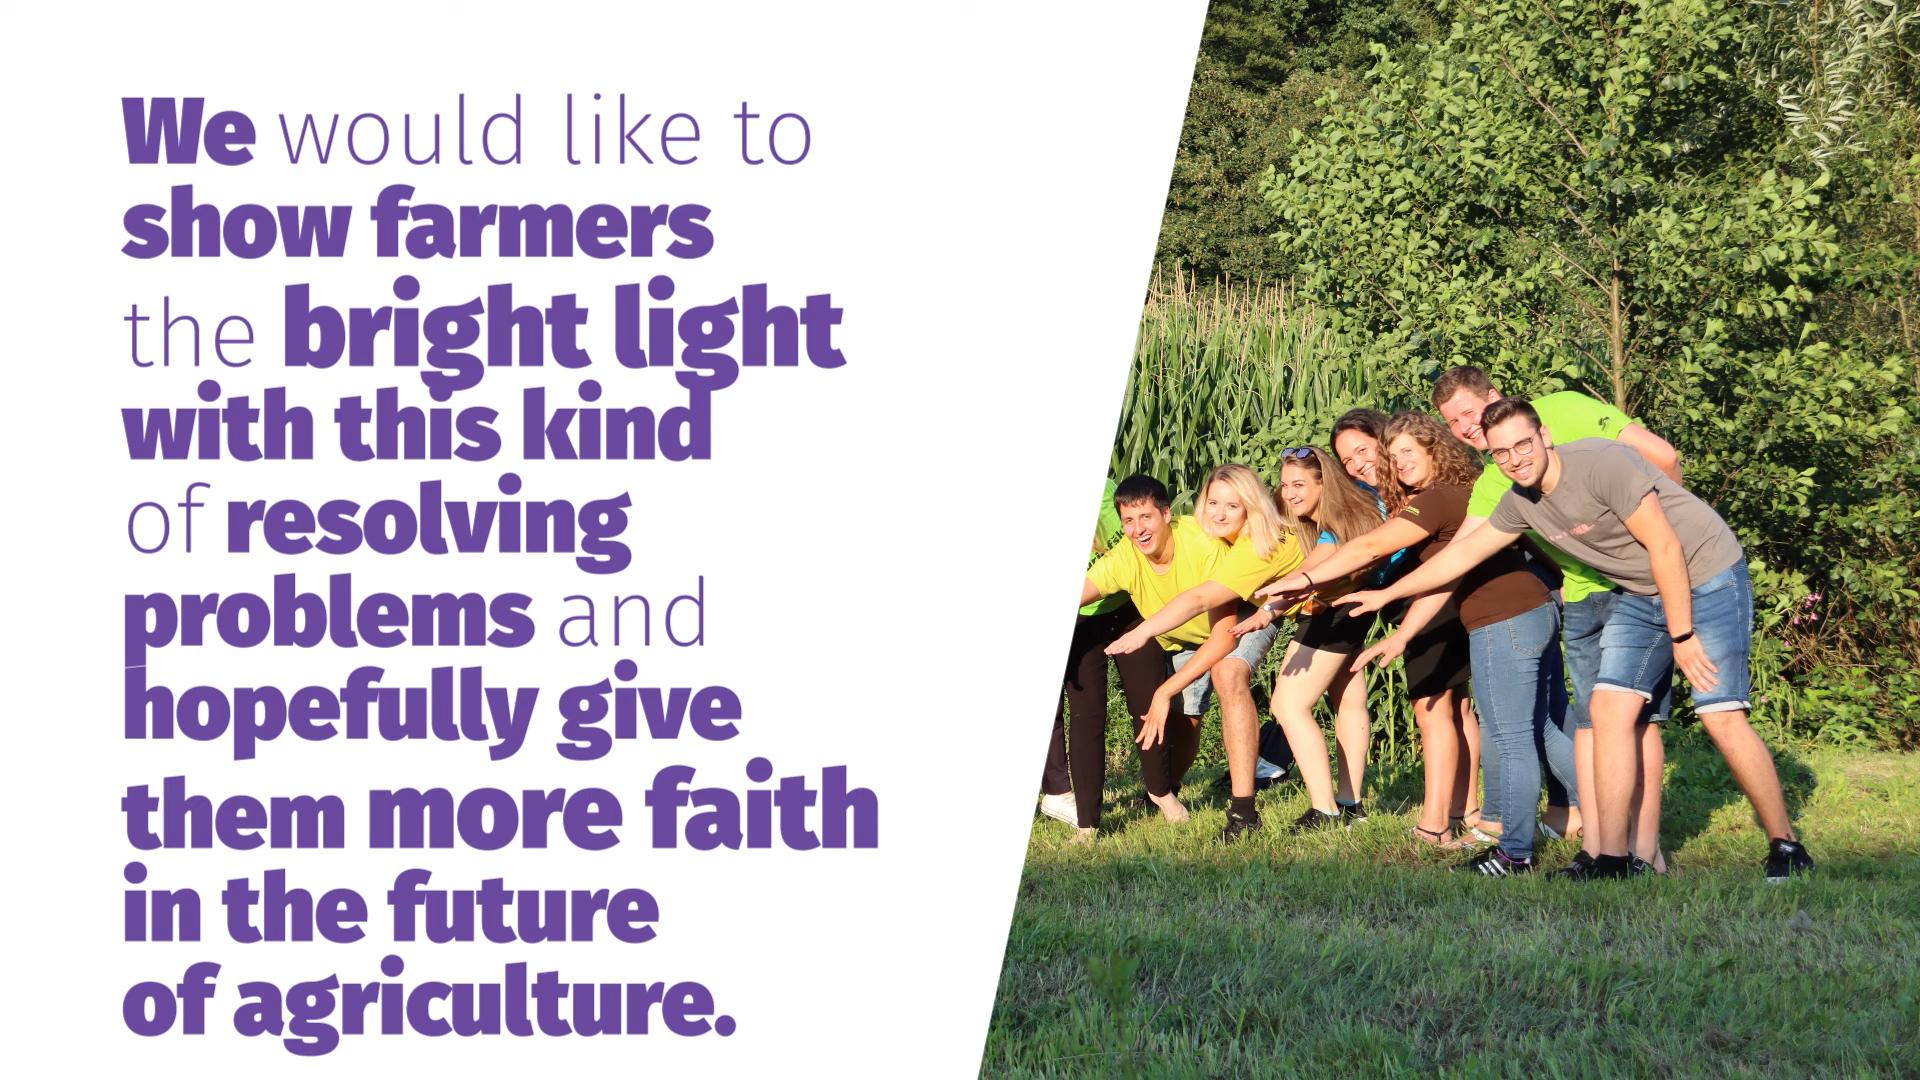 We would like to
show farmers
the bright light
with this kind
of resolving
problems and
hopefully give
them more faith
in the future
of agriculture.